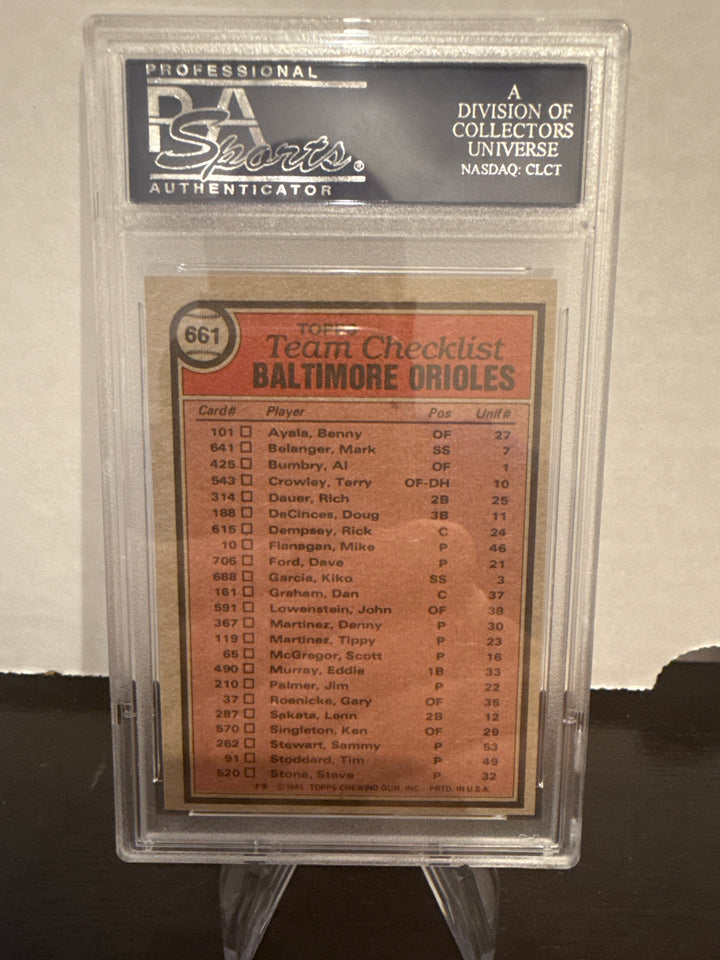 PROFESSIONAL
PSA
Sports®
AUTHENTICATOR
A
DIVISION OF
COLLECTORS
UNIVERSE
NASDAQ: CLCT
661
TOPPS
Team Checklist
BALTIMORE ORIOLES
Card# Player Pos Unif#
101 □ Ayala, Benny OF 27
641 □ Belanger, Mark SS 7
425 □ Bumbry, Al OF 1
543 □ Crowley, Terry OF-DH 10
314 □ Dauer, Rich 2B 25
188 □ DeCinces, Doug 3B 11
615 □ Dempsey, Rick C 24
10 □ Flanagan, Mike P 46
706 □ Ford, Dave P 21
688 □ Garcia, Kiko SS 3
161 □ Graham, Dan C 37
591 □ Lowenstein, John OF 38
367 □ Martinez, Denny P 30
119 □ Martinez, Tippy P 23
65 □ McGregor, Scott P 16
490 □ Murray, Eddie 1B 33
210 □ Palmer, Jim P 22
37 □ Roenicke, Gary OF 35
287 □ Sakata, Lenn 2B 12
570 □ Singleton, Ken OF 29
262 □ Stewart, Sammy P 53
91 □ Stoddard, Tim P 49
520 □ Stone, Steve P 32
© 1981 TOPPS CHEWING GUM, INC. PRTD. IN U.S.A.